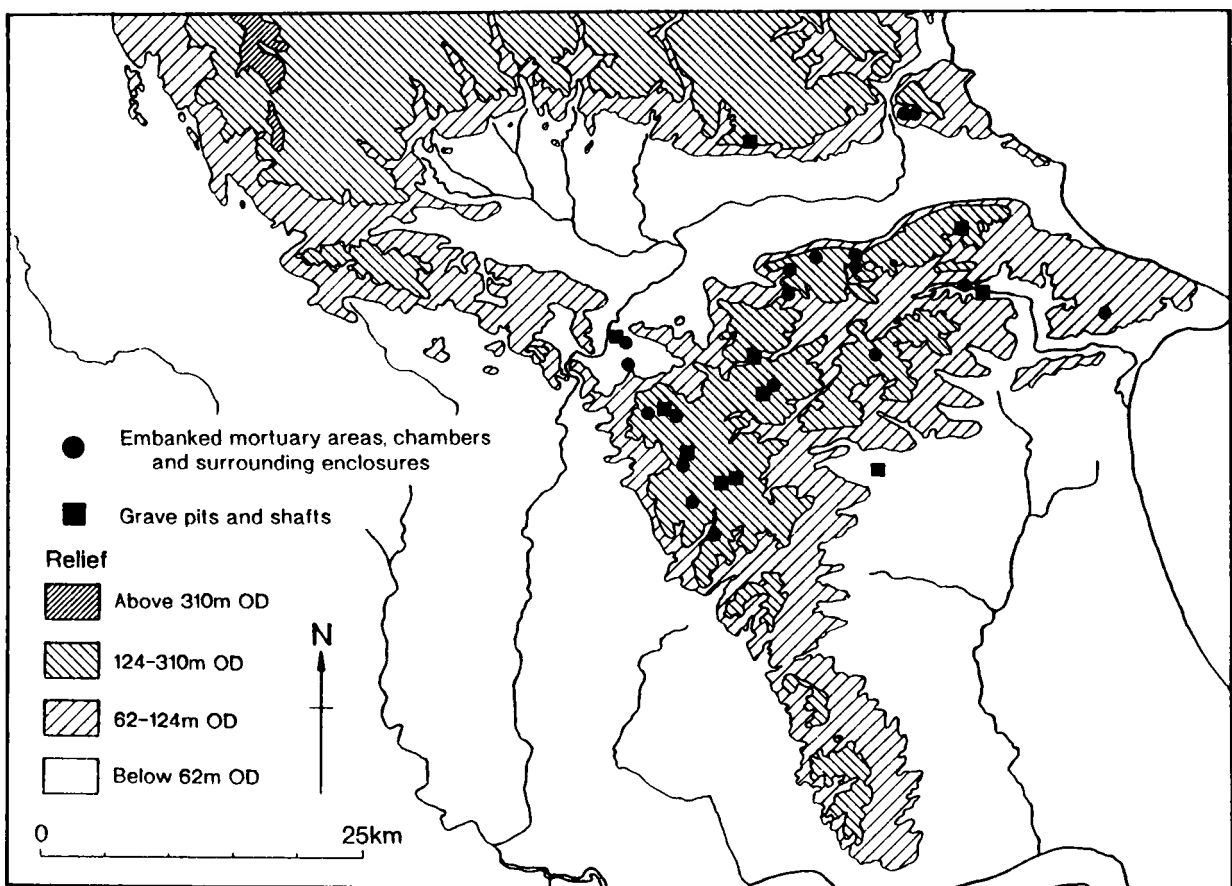 Embanked mortuary areas, chambers
and surrounding enclosures
Grave pits and shafts
Relief
Above 310m OD
124-310m OD
62-124m OD
Below 62m OD
N
0 25km